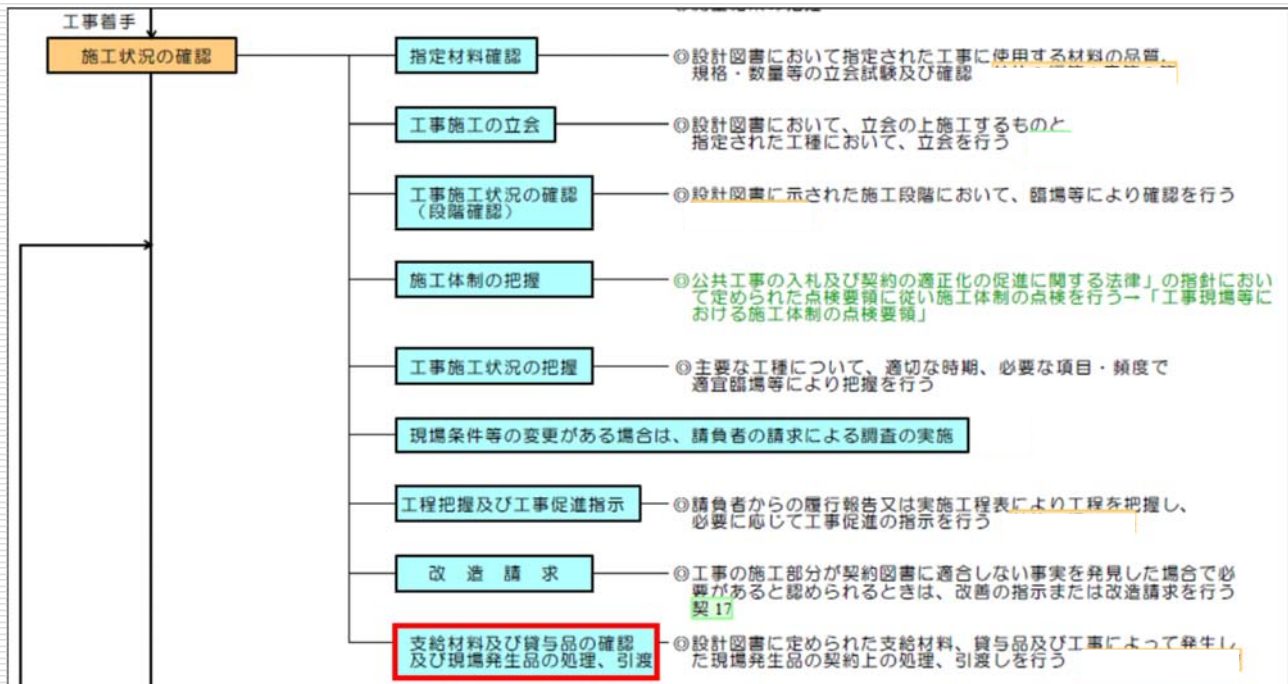 工事着手
施工状況の確認
指定材料確認
◎設計図書において指定された工事に使用する材料の品質、
規格・数量等の立会試験及び確認
工事施工の立会
◎設計図書において、立会の上施工するものと
指定された工種において、立会を行う
工事施工状況の確認
（段階確認）
◎設計図書に示された施工段階において、臨場等により確認を行う
施工体制の把握
◎公共工事の入札及び契約の適正化の促進に関する法律」の指針におい
て定められた点検要領に従い施工体制の点検を行う→「工事現場等に
おける施工体制の点検要領」
工事施工状況の把握
◎主要な工種について、適切な時期、必要な項目・頻度で
適宜臨場等により把握を行う
現場条件等の変更がある場合は、請負者の請求による調査の実施
工程把握及び工事促進指示
◎請負者からの履行報告又は実施工程表により工程を把握し、
必要に応じて工事促進の指示を行う
改 造 請 求
◎工事の施工部分が契約図書に適合しない事実を発見した場合で必
要があると認められるときは、改善の指示または改造請求を行う
契 17
支給材料及び貸与品の確認
及び現場発生品の処理、引渡
◎設計図書に定められた支給材料、貸与品及び工事によって発生し
た現場発生品の契約上の処理、引渡しを行う